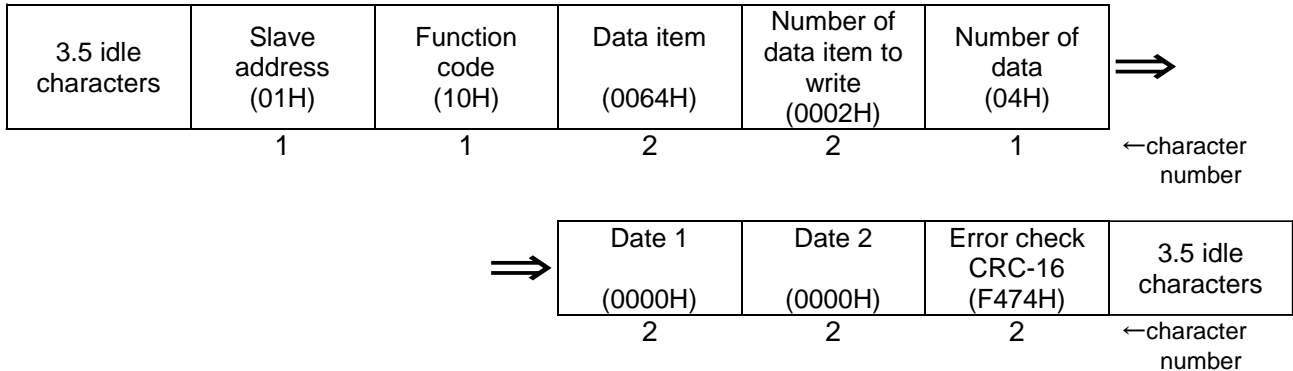 3.5 idle
characters
Slave
address
(01H)
Function
code
(10H)
Data item
(0064H)
Number of
data item to
write
(0002H)
Number of
data
(04H)
⇒
1 1 2 2 1 ←character
number
⇒
Date 1
(0000H)
Date 2
(0000H)
Error check
CRC-16
(F474H)
3.5 idle
characters
2 2 2 ←character
number